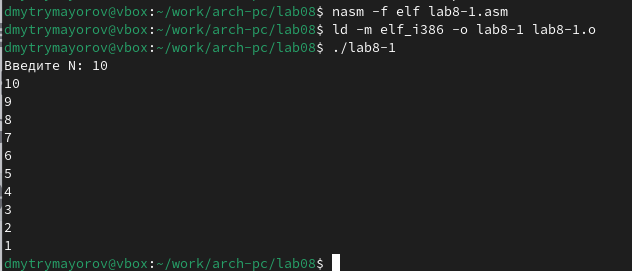 dmytrymayorov@vbox:~/work/arch-pc/lab08$ nasm -f elf lab8-1.asm
dmytrymayorov@vbox:~/work/arch-pc/lab08$ ld -m elf_i386 -o lab8-1 lab8-1.o
dmytrymayorov@vbox:~/work/arch-pc/lab08$ ./lab8-1
Введите N: 10
10
9
8
7
6
5
4
3
2
1
dmytrymayorov@vbox:~/work/arch-pc/lab08$